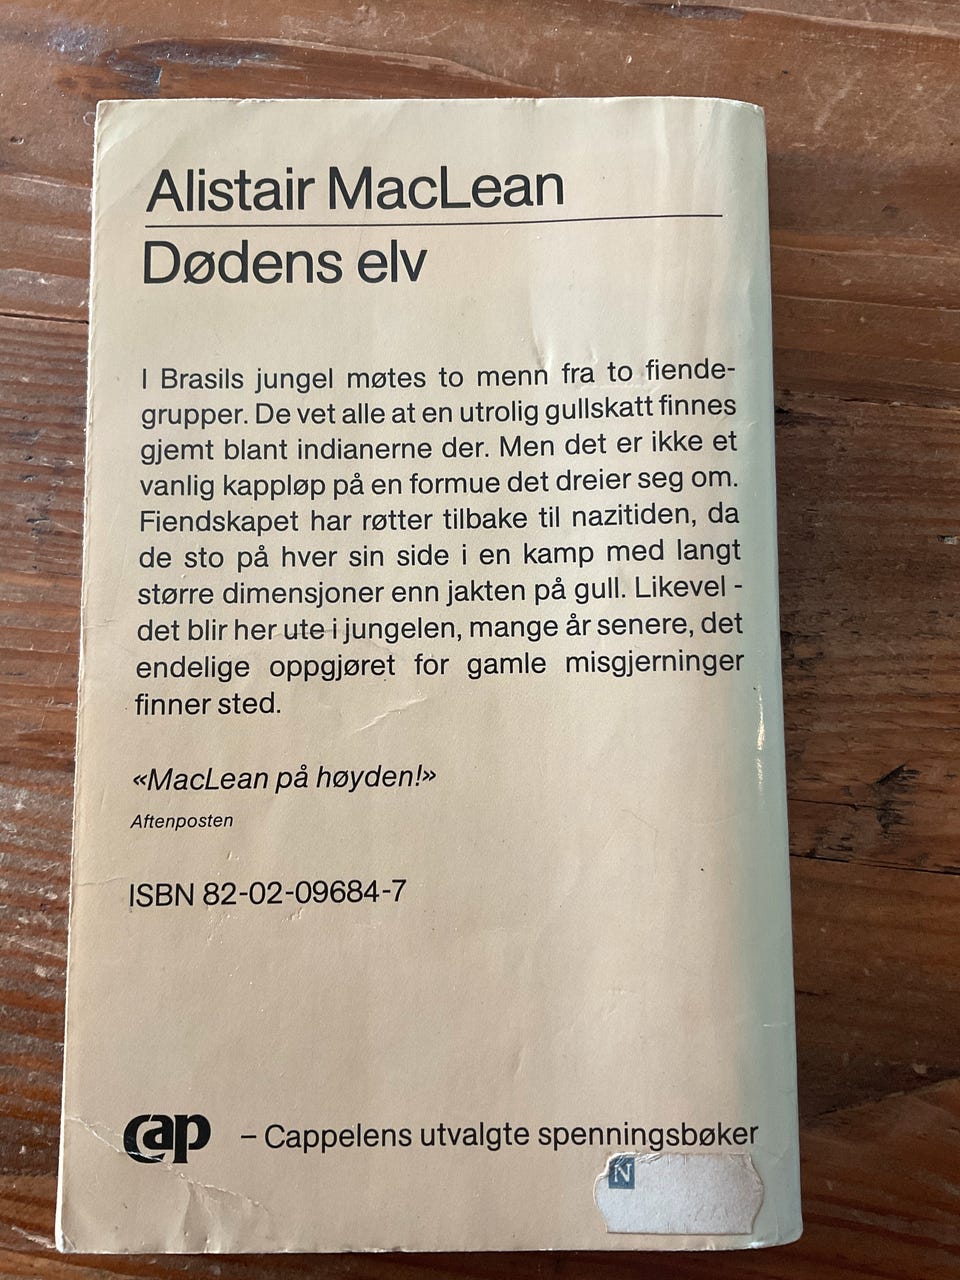 Alistair MacLean
Dødens elv
I Brasils jungel møtes to menn fra to fiende-
grupper. De vet alle at en utrolig gullskatt finnes
gjemt blant indianerne der. Men det er ikke et
vanlig kappløp på en formue det dreier seg om.
Fiendskapet har røtter tilbake til nazitiden, da
de sto på hver sin side i en kamp med langt
større dimensjoner enn jakten på gull. Likevel -
det blir her ute i jungelen, mange år senere, det
endelige oppgjøret for gamle misgjerninger
finner sted.
«MacLean på høyden!»
Aftenposten
ISBN 82-02-09684-7
cap – Cappelens utvalgte spenningsbøker
N